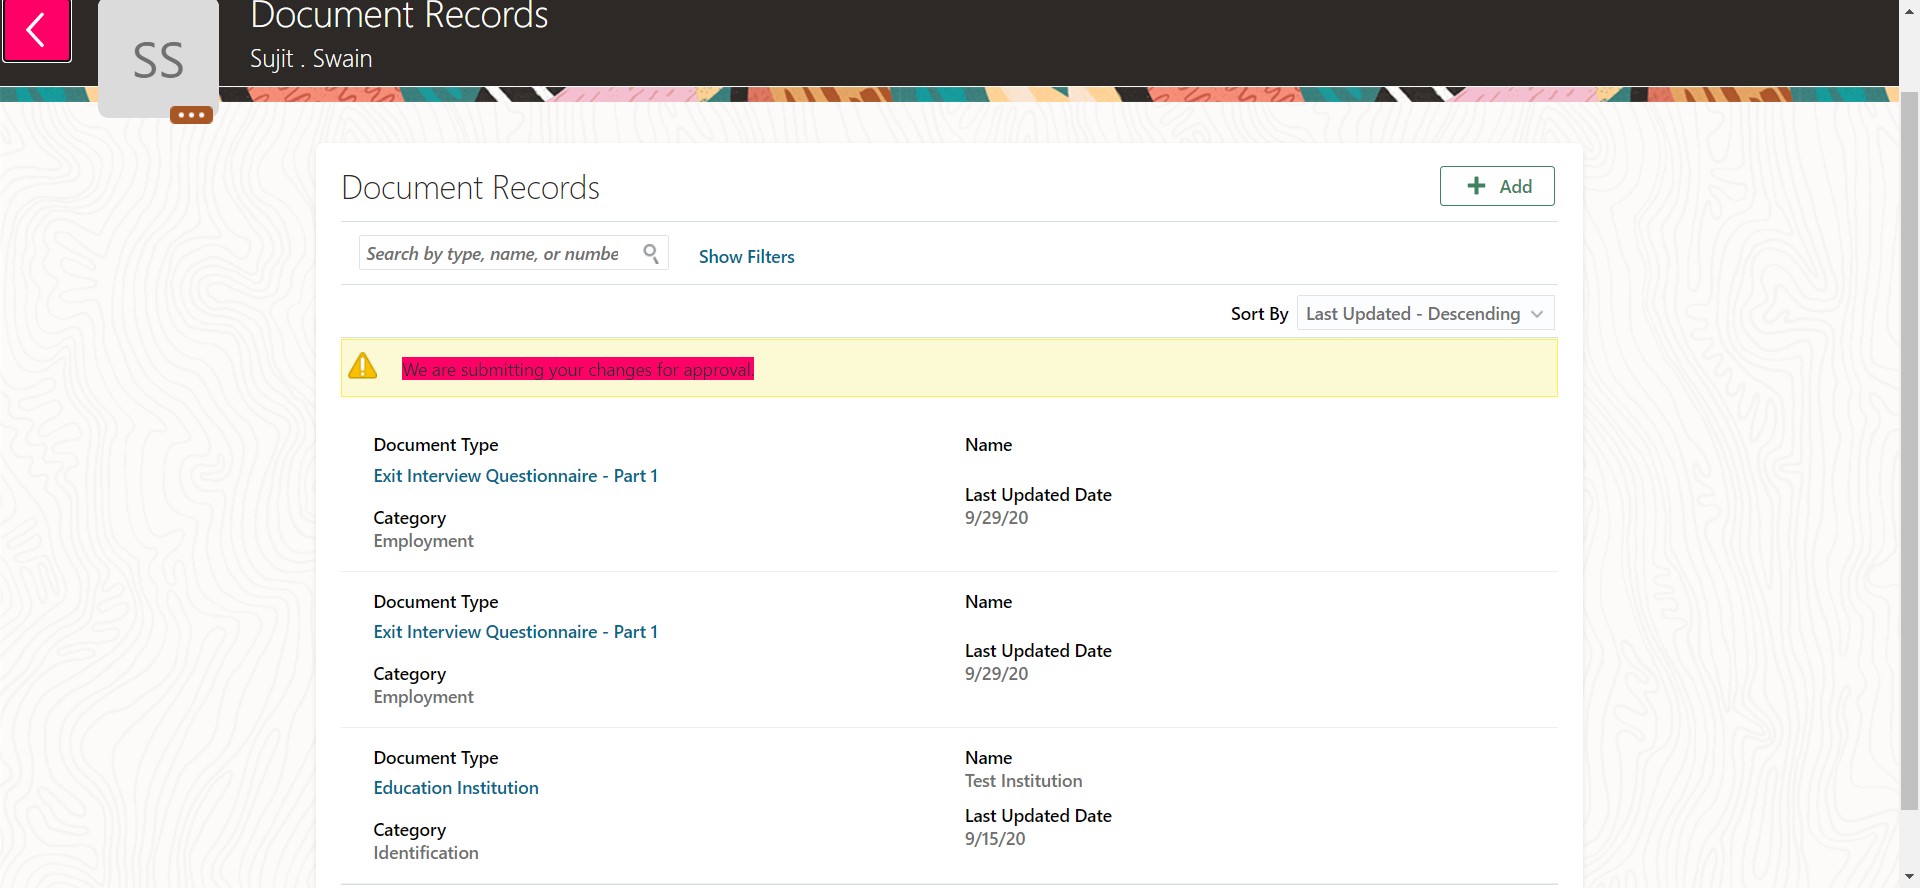 Document Records
SS
Sujit . Swain
Document Records
Add
Search by type, name, or numbe
Show Filters
Sort By
Last Updated - Descending
We are submitting your changes for approval.
Document Type
Name
Exit Interview Questionnaire - Part 1
Last Updated Date
Category
9/29/20
Employment
Document Type
Name
Exit Interview Questionnaire - Part 1
Last Updated Date
Category
9/29/20
Employment
Document Type
Name
Test Institution
Education Institution
Last Updated Date
Category
9/15/20
Identification